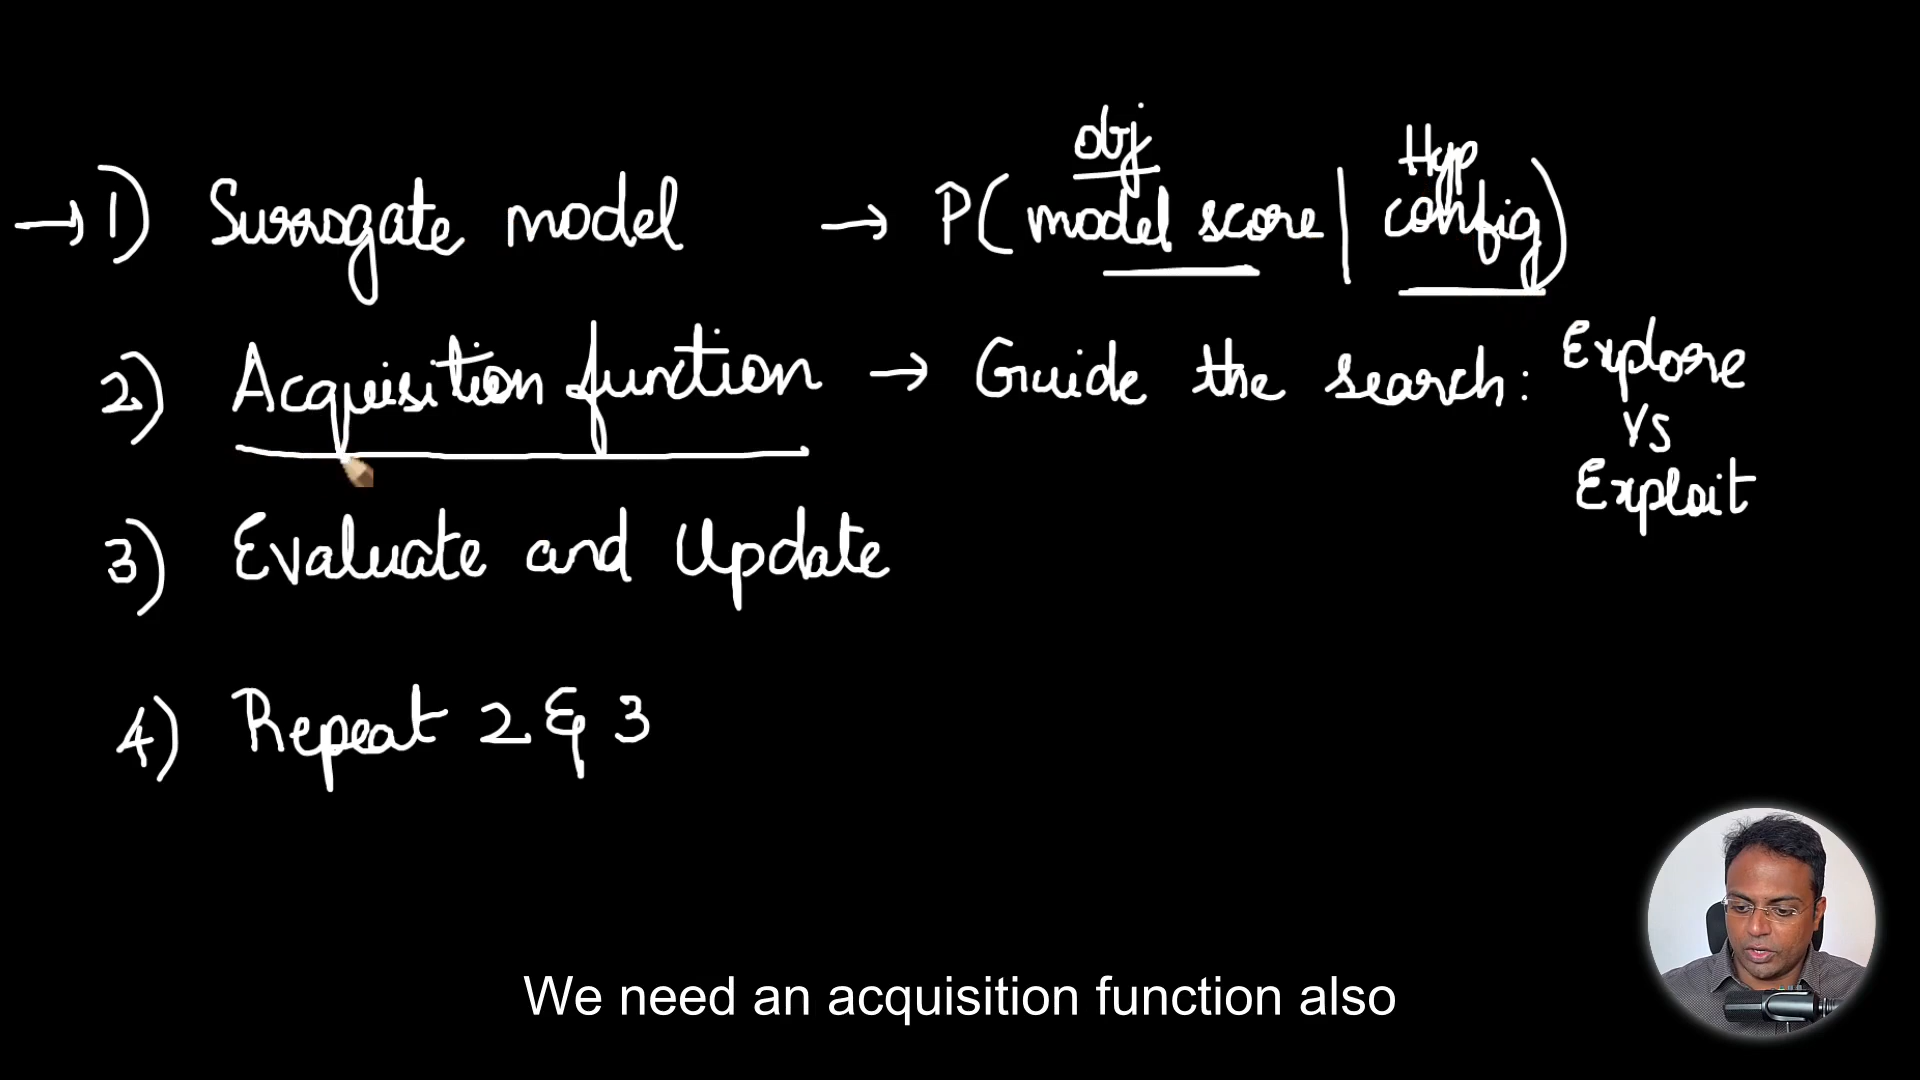 obj
Hyp
→ 1) Surrogate model → P( model score | config )
2) Acquisition function → Guide the search : Explore
vs
Exploit
3) Evaluate and Update
4) Repeat 2 & 3
We need an acquisition function also